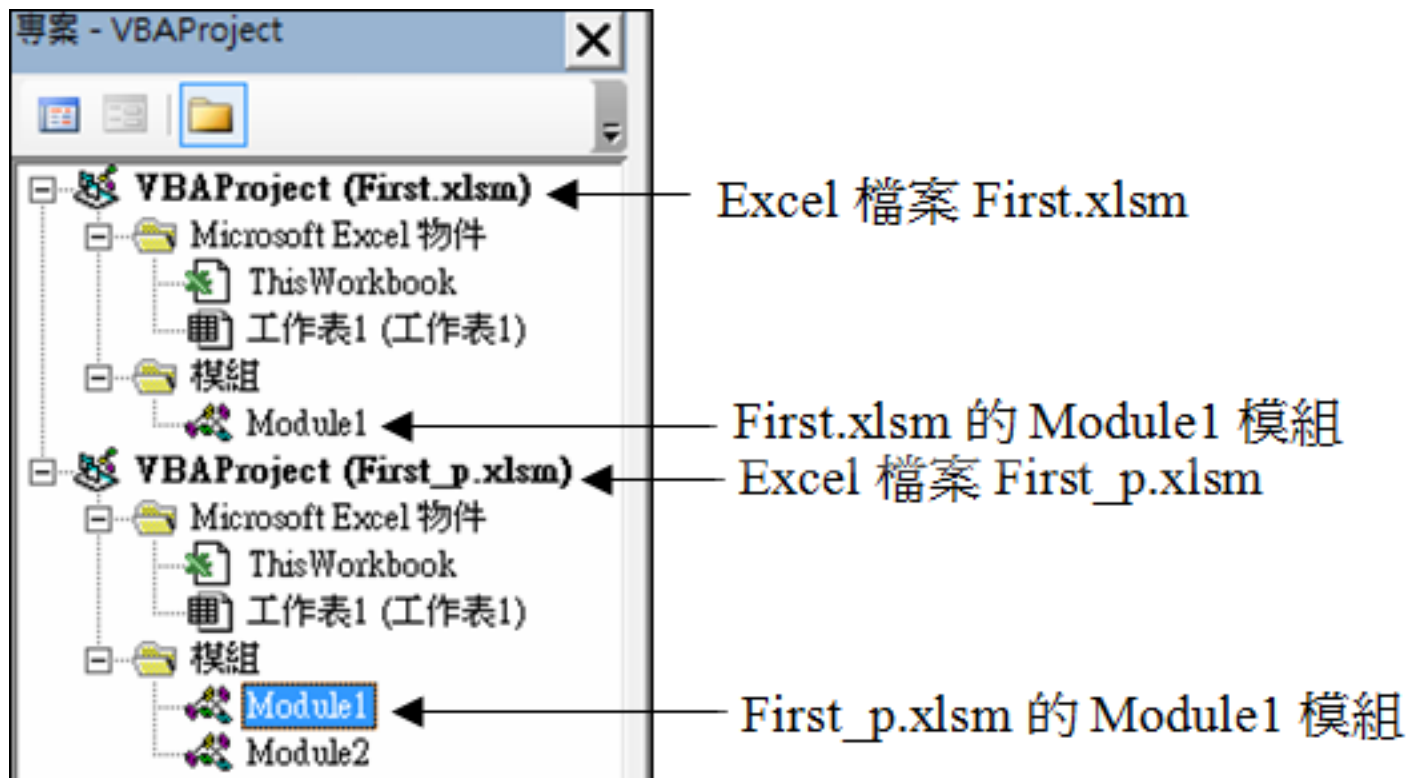 專案 - VBAProject
VBAProject (First.xlsm)
Excel 檔案 First.xlsm
Microsoft Excel 物件
ThisWorkbook
工作表1 (工作表1)
模組
Module1
First.xlsm 的 Module1 模組
VBAProject (First_p.xlsm)
Excel 檔案 First_p.xlsm
Microsoft Excel 物件
ThisWorkbook
工作表1 (工作表1)
模組
Module1
First_p.xlsm 的 Module1 模組
Module2